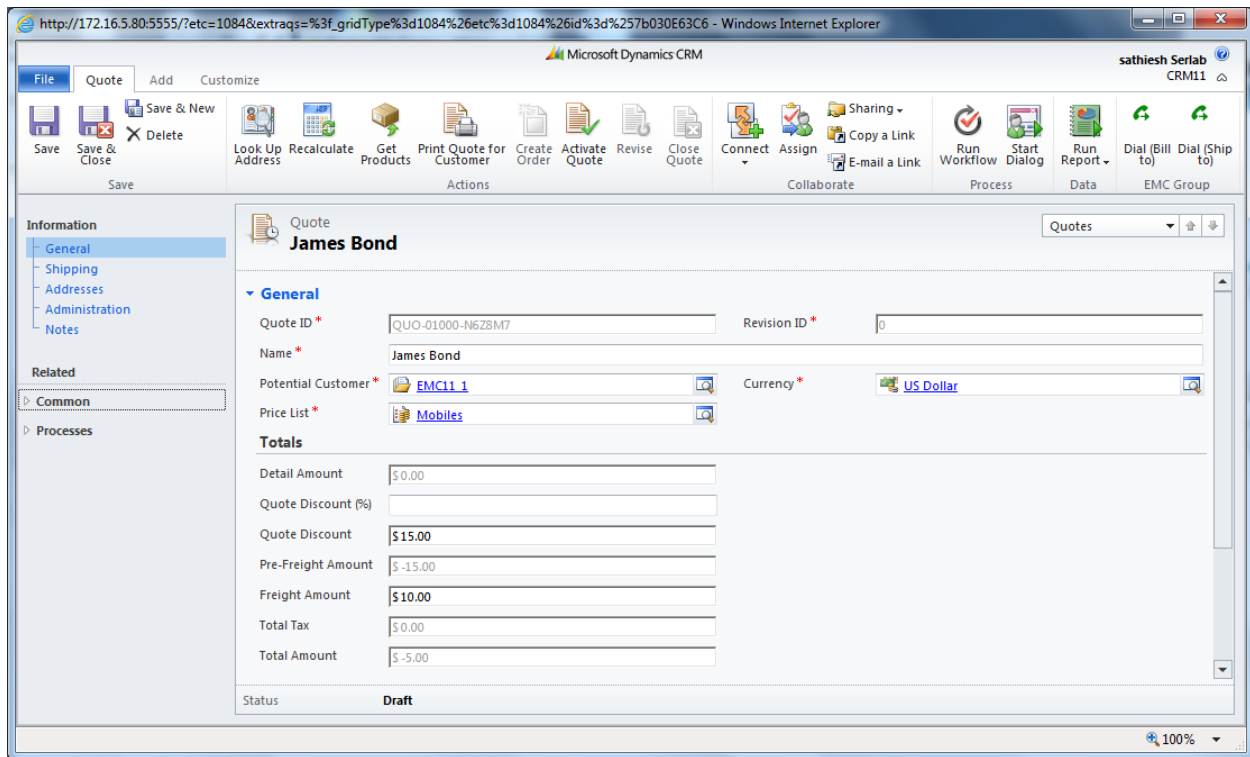 http://172.16.5.80:5555/?etc=1084&extraqs=%3f_gridType%3d1084%26etc%3d1084%26id%3d%257b030E63C6 - Windows Internet Explorer
Microsoft Dynamics CRM
sathiesh Serlab
CRM11
File Quote Add Customize
Save
Save & Close
Save & New
Delete
Look Up Address
Recalculate
Get Products
Print Quote for Customer
Create Order
Activate Quote
Revise
Close Quote
Connect
Assign
Sharing
Copy a Link
E-mail a Link
Run Workflow
Start Dialog
Run Report
Dial (Bill to)
Dial (Ship to)
Save Actions Collaborate Process Data EMC Group
Information
General
Shipping
Addresses
Administration
Notes
Related
Common
Processes
Quote
James Bond
Quotes
General
Quote ID * QUO-01000-N6Z8M7 Revision ID * 0
Name * James Bond
Potential Customer * EMC11 1 Currency * US Dollar
Price List * Mobiles
Totals
Detail Amount $ 0.00
Quote Discount (%)
Quote Discount $ 15.00
Pre-Freight Amount $ -15.00
Freight Amount $ 10.00
Total Tax $ 0.00
Total Amount $ -5.00
Status Draft
100%